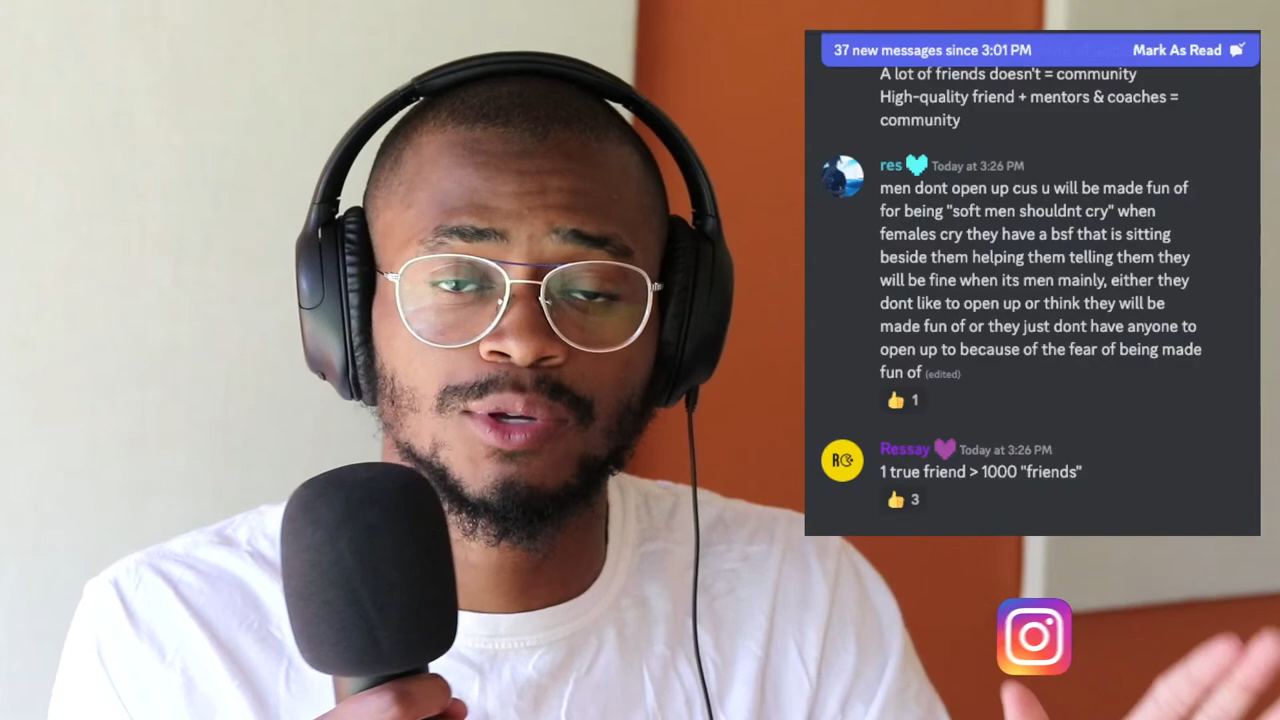 37 new messages since 3:01 PM Mark As Read
A lot of friends doesn't = community
High-quality friend + mentors & coaches =
community
res Today at 3:26 PM
men dont open up cus u will be made fun of
for being "soft men shouldnt cry" when
females cry they have a bsf that is sitting
beside them helping them telling them they
will be fine when its men mainly, either they
dont like to open up or think they will be
made fun of or they just dont have anyone to
open up to because of the fear of being made
fun of (edited)
👍 1
Ressay Today at 3:26 PM
1 true friend > 1000 "friends"
👍 3